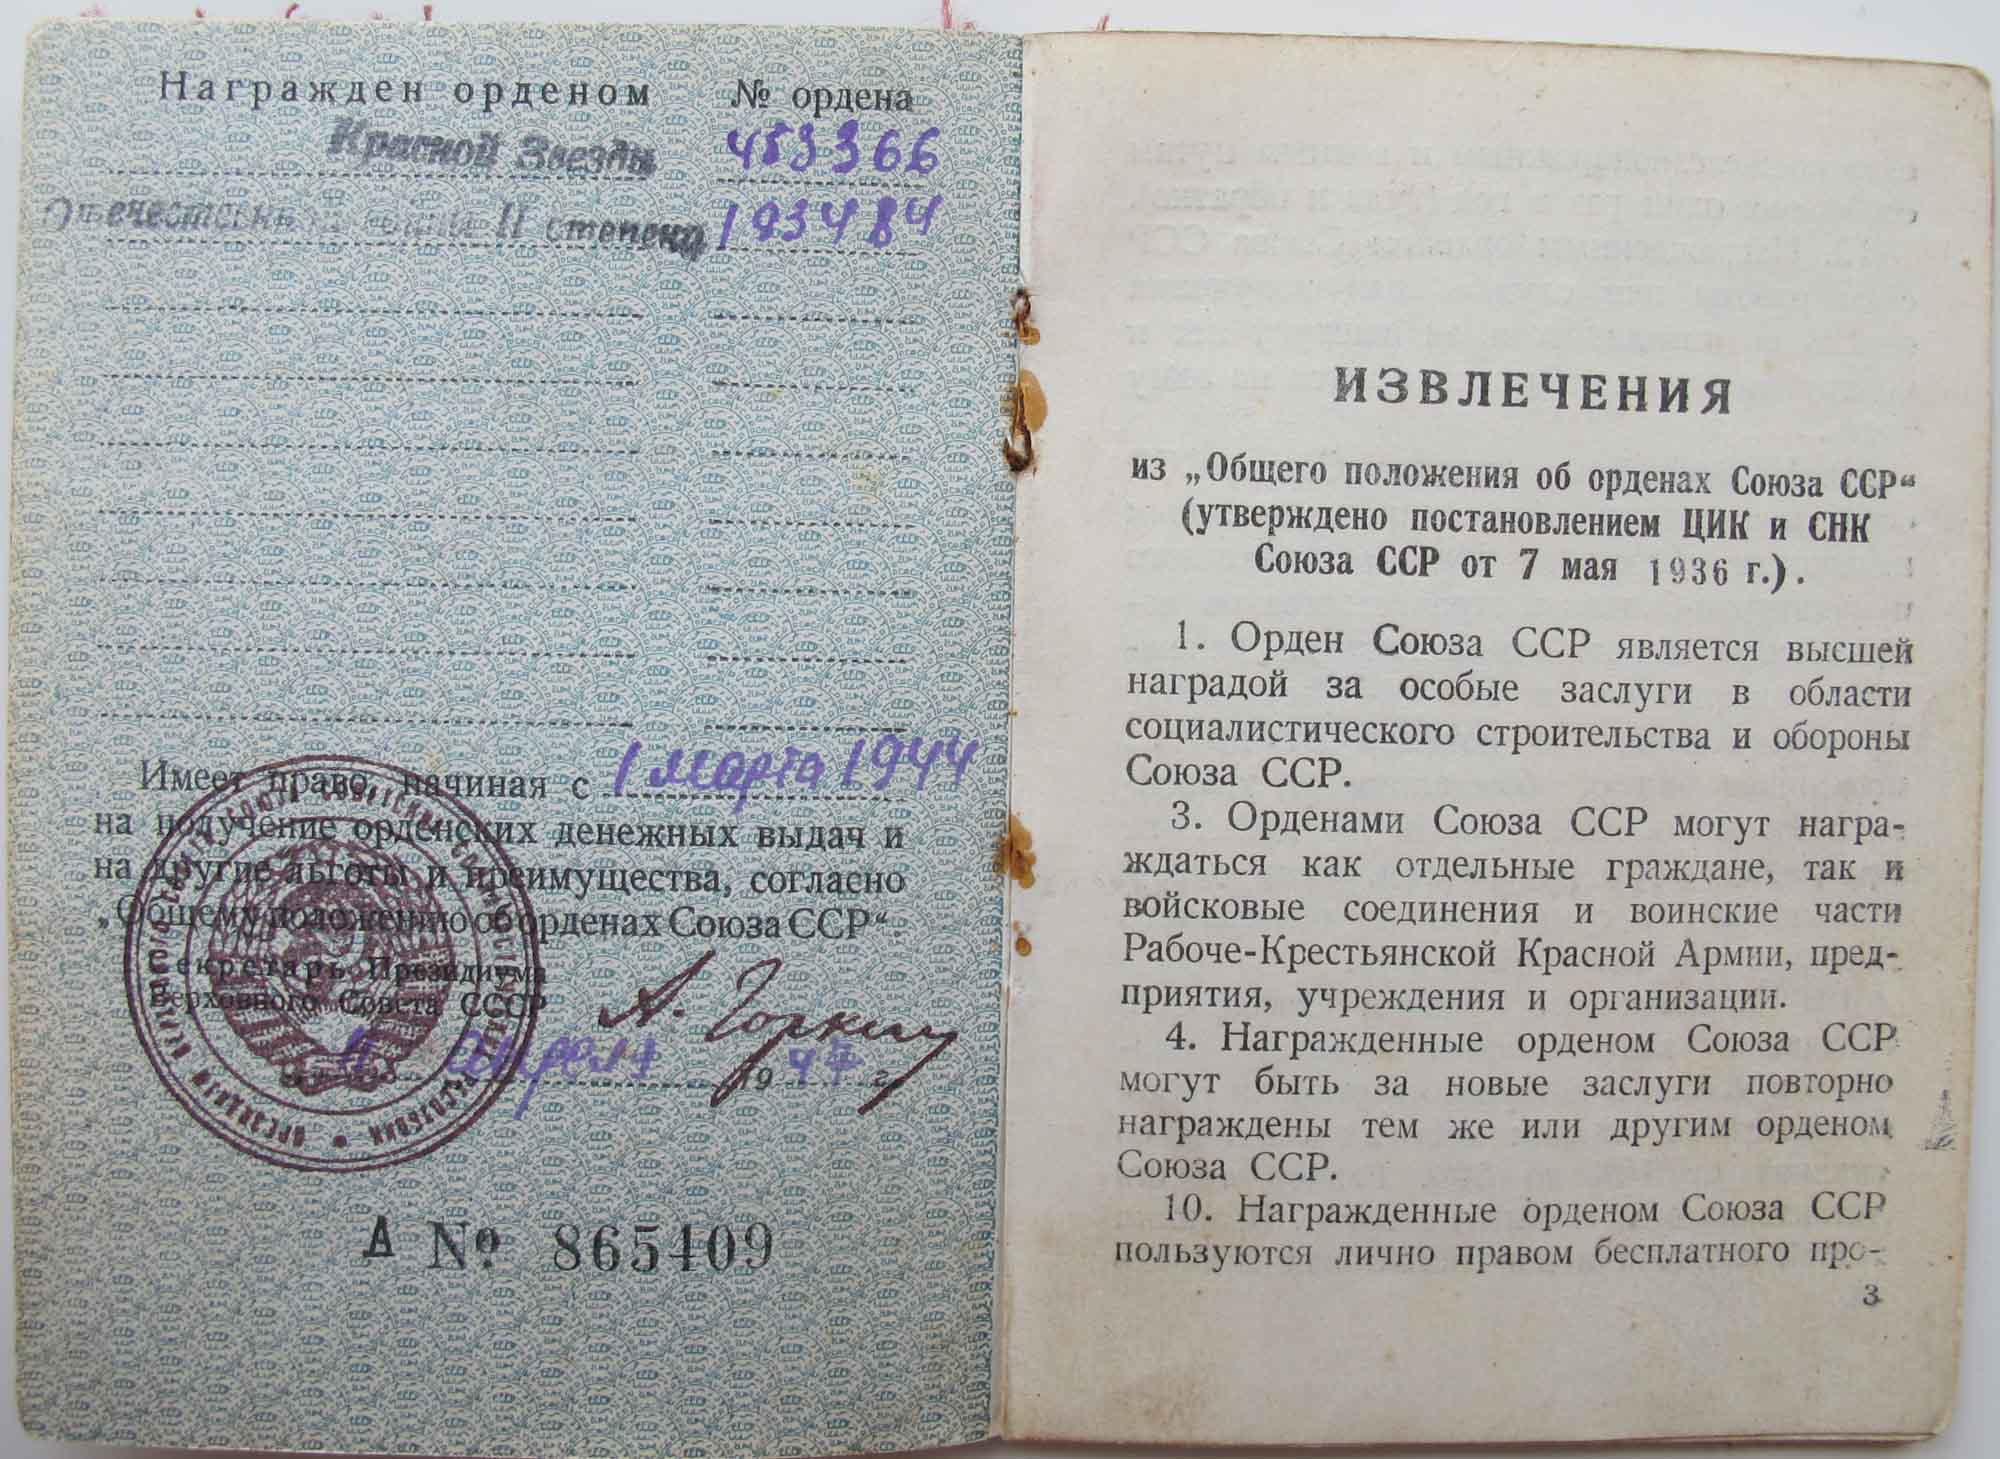 Награжден орденом № ордена
Красной Звезды 453366
Отечественной войны II степени 193484
Имеет право, начиная с 1 марта 1944
на получение орденских денежных выдач и
на другие льготы и преимущества, согласно
„Общему положению об орденах Союза ССР“
Секретарь Президиума
Верховного Совета СССР А. Горкин
4 Апреля 1947 г.
А № 865409
ИЗВЛЕЧЕНИЯ
из „Общего положения об орденах Союза ССР“
(утверждено постановлением ЦИК и СНК
Союза ССР от 7 мая 1936 г.).
1. Орден Союза ССР является высшей
наградой за особые заслуги в области
социалистического строительства и обороны
Союза ССР.
3. Орденами Союза ССР могут награ-
ждаться как отдельные граждане, так и
войсковые соединения и воинские части
Рабоче-Крестьянской Красной Армии, пред-
приятия, учреждения и организации.
4. Награжденные орденом Союза ССР
могут быть за новые заслуги повторно
награждены тем же или другим орденом
Союза ССР.
10. Награжденные орденом Союза ССР
пользуются лично правом бесплатного про-
3